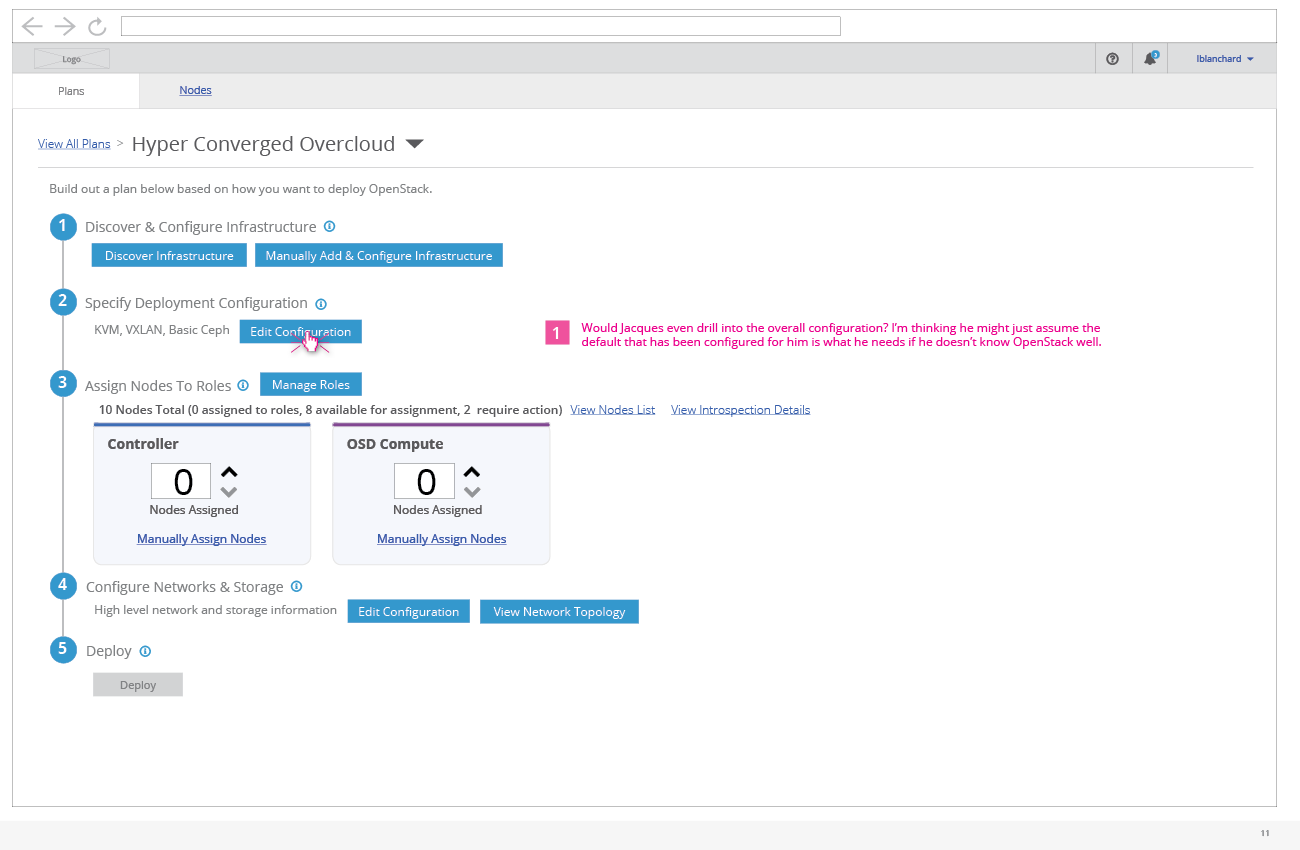 Logo
3
lblanchard
Plans
Nodes
View All Plans > Hyper Converged Overcloud
Build out a plan below based on how you want to deploy OpenStack.
1 Discover & Configure Infrastructure
Discover Infrastructure
Manually Add & Configure Infrastructure
2 Specify Deployment Configuration
KVM, VXLAN, Basic Ceph
Edit Configuration
1 Would Jacques even drill into the overall configuration? I'm thinking he might just assume the
default that has been configured for him is what he needs if he doesn't know OpenStack well.
3 Assign Nodes To Roles
Manage Roles
10 Nodes Total (0 assigned to roles, 8 available for assignment, 2 require action) View Nodes List View Introspection Details
Controller
0
Nodes Assigned
Manually Assign Nodes
OSD Compute
0
Nodes Assigned
Manually Assign Nodes
4 Configure Networks & Storage
High level network and storage information
Edit Configuration
View Network Topology
5 Deploy
Deploy
11